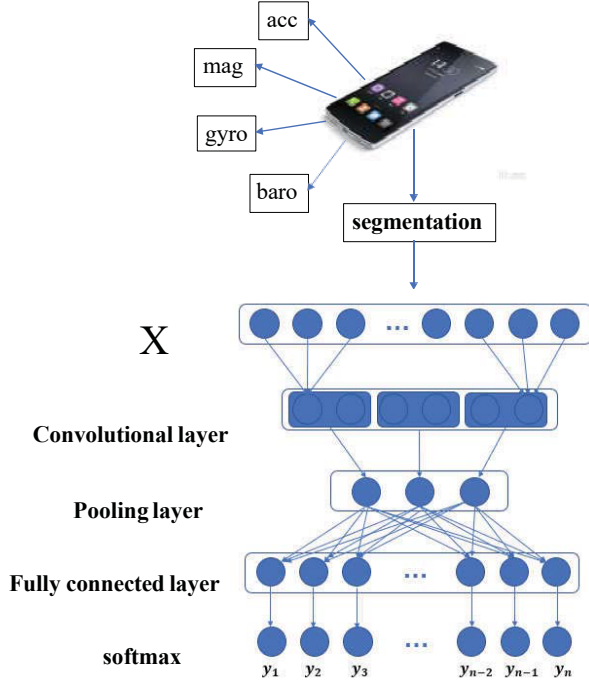 acc
mag
gyro
baro
segmentation
X
...
Convolutional layer
Pooling layer
Fully connected layer
...
softmax
...
y₁ y₂ y₃ yₙ₋₂ yₙ₋₁ yₙ